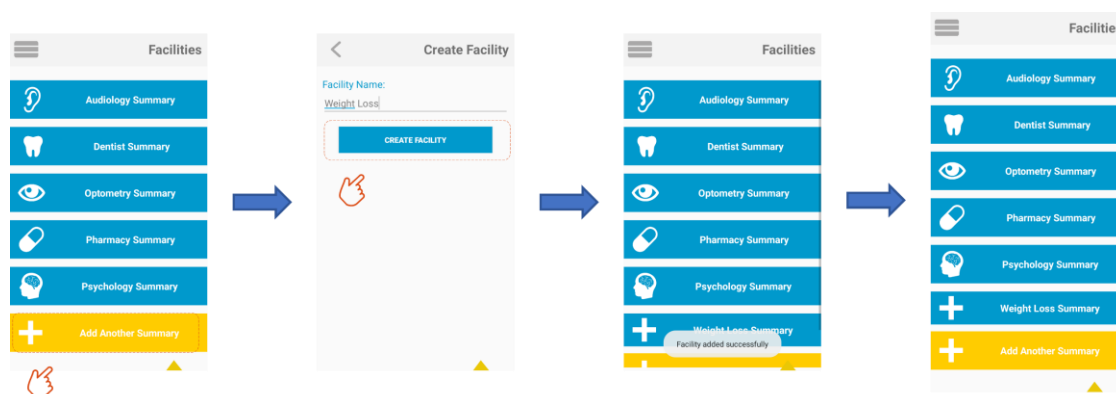 Facilities
Audiology Summary
Dentist Summary
Optometry Summary
Pharmacy Summary
Psychology Summary
Add Another Summary
Create Facility
Facility Name:
Weight Loss
CREATE FACILITY
Facilities
Audiology Summary
Dentist Summary
Optometry Summary
Pharmacy Summary
Psychology Summary
Weight Loss Summary
Facility added successfully
Facilitie
Audiology Summary
Dentist Summary
Optometry Summary
Pharmacy Summary
Psychology Summary
Weight Loss Summary
Add Another Summary